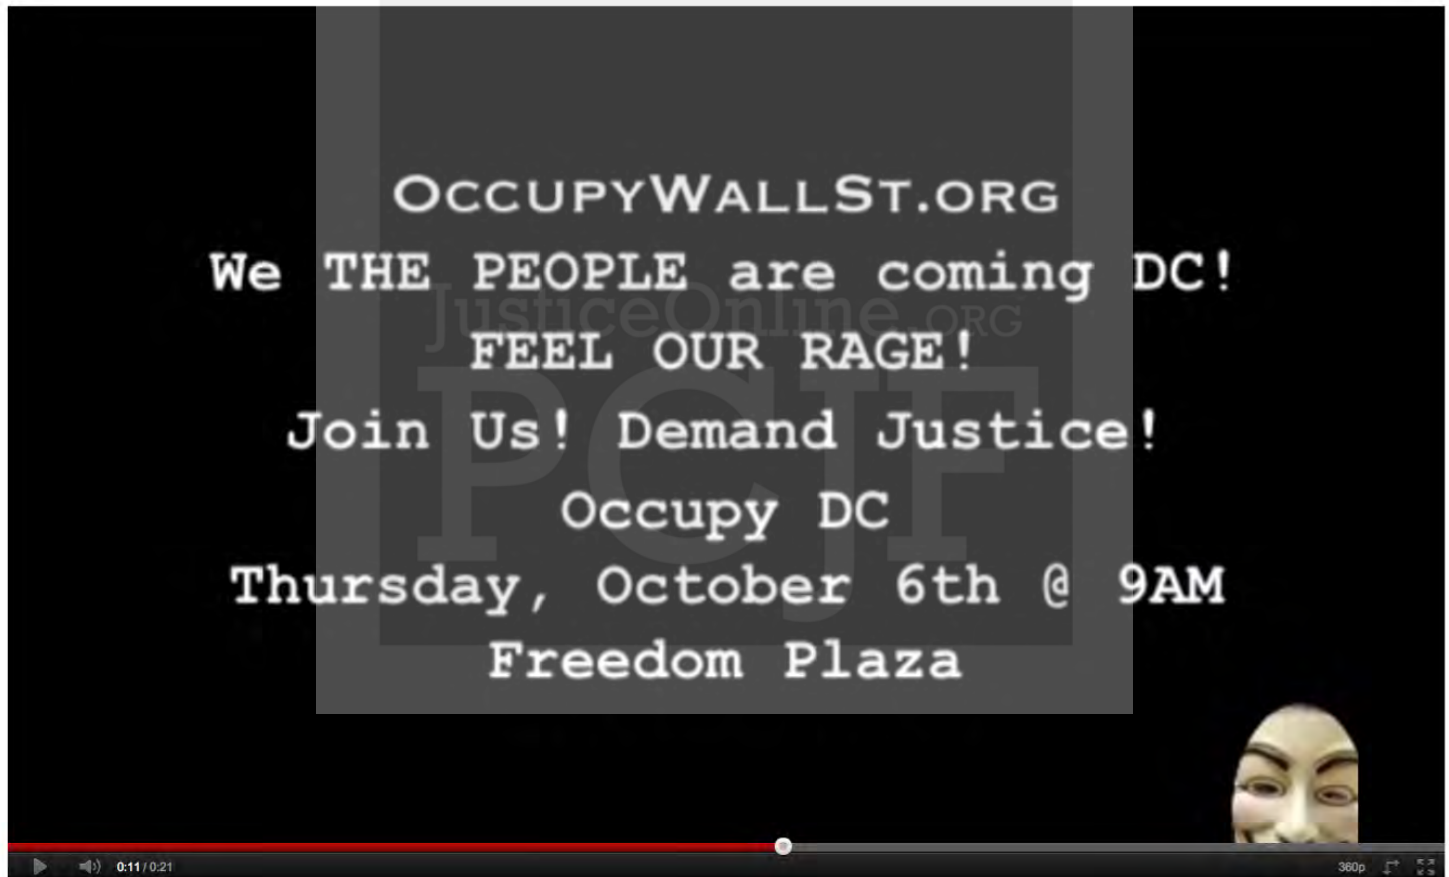 OCCUPYWALLST.ORG
We THE PEOPLE are coming DC!
JusticeOnline.ORG
FEEL OUR RAGE!
PCJF
Join Us! Demand Justice!
Occupy DC
Thursday, October 6th @ 9AM
Freedom Plaza
0:11 / 0:21
360p